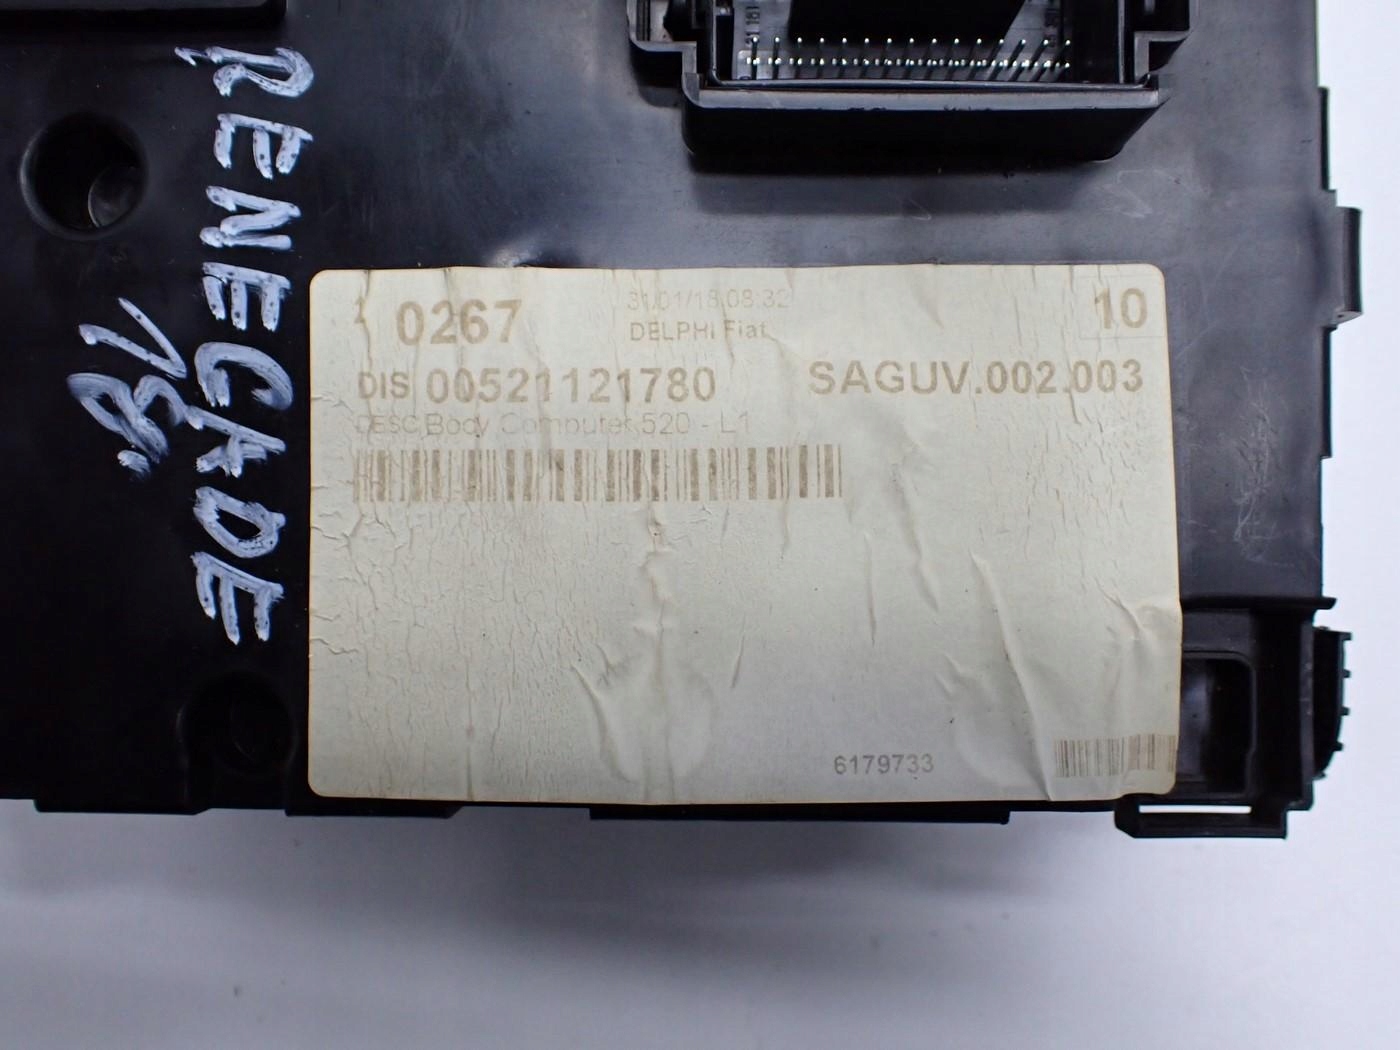 RENEGADE
18'
1 0267
31/01/18 08:32
10
DELPHI Fiat
DIS 00521121780
SAGUV.002.003
DESC Body Computer 520 - L1
6179733